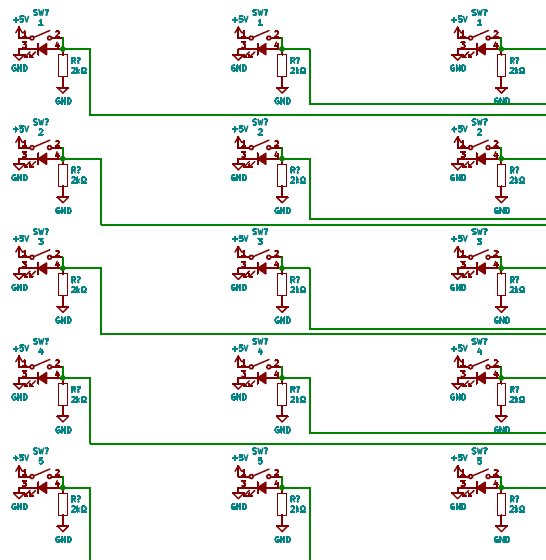 SW? SW? SW?
+5V 1 +5V 1 +5V 1
1 2 1 2 1 2
3 4 3 4 3 4
R? R? R?
GND 2kΩ GND 2kΩ GND 2kΩ
GND GND GND
SW? SW? SW?
+5V 2 +5V 2 +5V 2
1 2 1 2 1 2
3 4 3 4 3 4
R? R? R?
GND 2kΩ GND 2kΩ GND 2kΩ
GND GND GND
SW? SW? SW?
+5V 3 +5V 3 +5V 3
1 2 1 2 1 2
3 4 3 4 3 4
R? R? R?
GND 2kΩ GND 2kΩ GND 2kΩ
GND GND GND
SW? SW? SW?
+5V 4 +5V 4 +5V 4
1 2 1 2 1 2
3 4 3 4 3 4
R? R? R?
GND 2kΩ GND 2kΩ GND 2kΩ
GND GND GND
SW? SW? SW?
+5V 5 +5V 5 +5V 5
1 2 1 2 1 2
3 4 3 4 3 4
R? R? R?
GND 2kΩ GND 2kΩ GND 2kΩ
GND GND GND